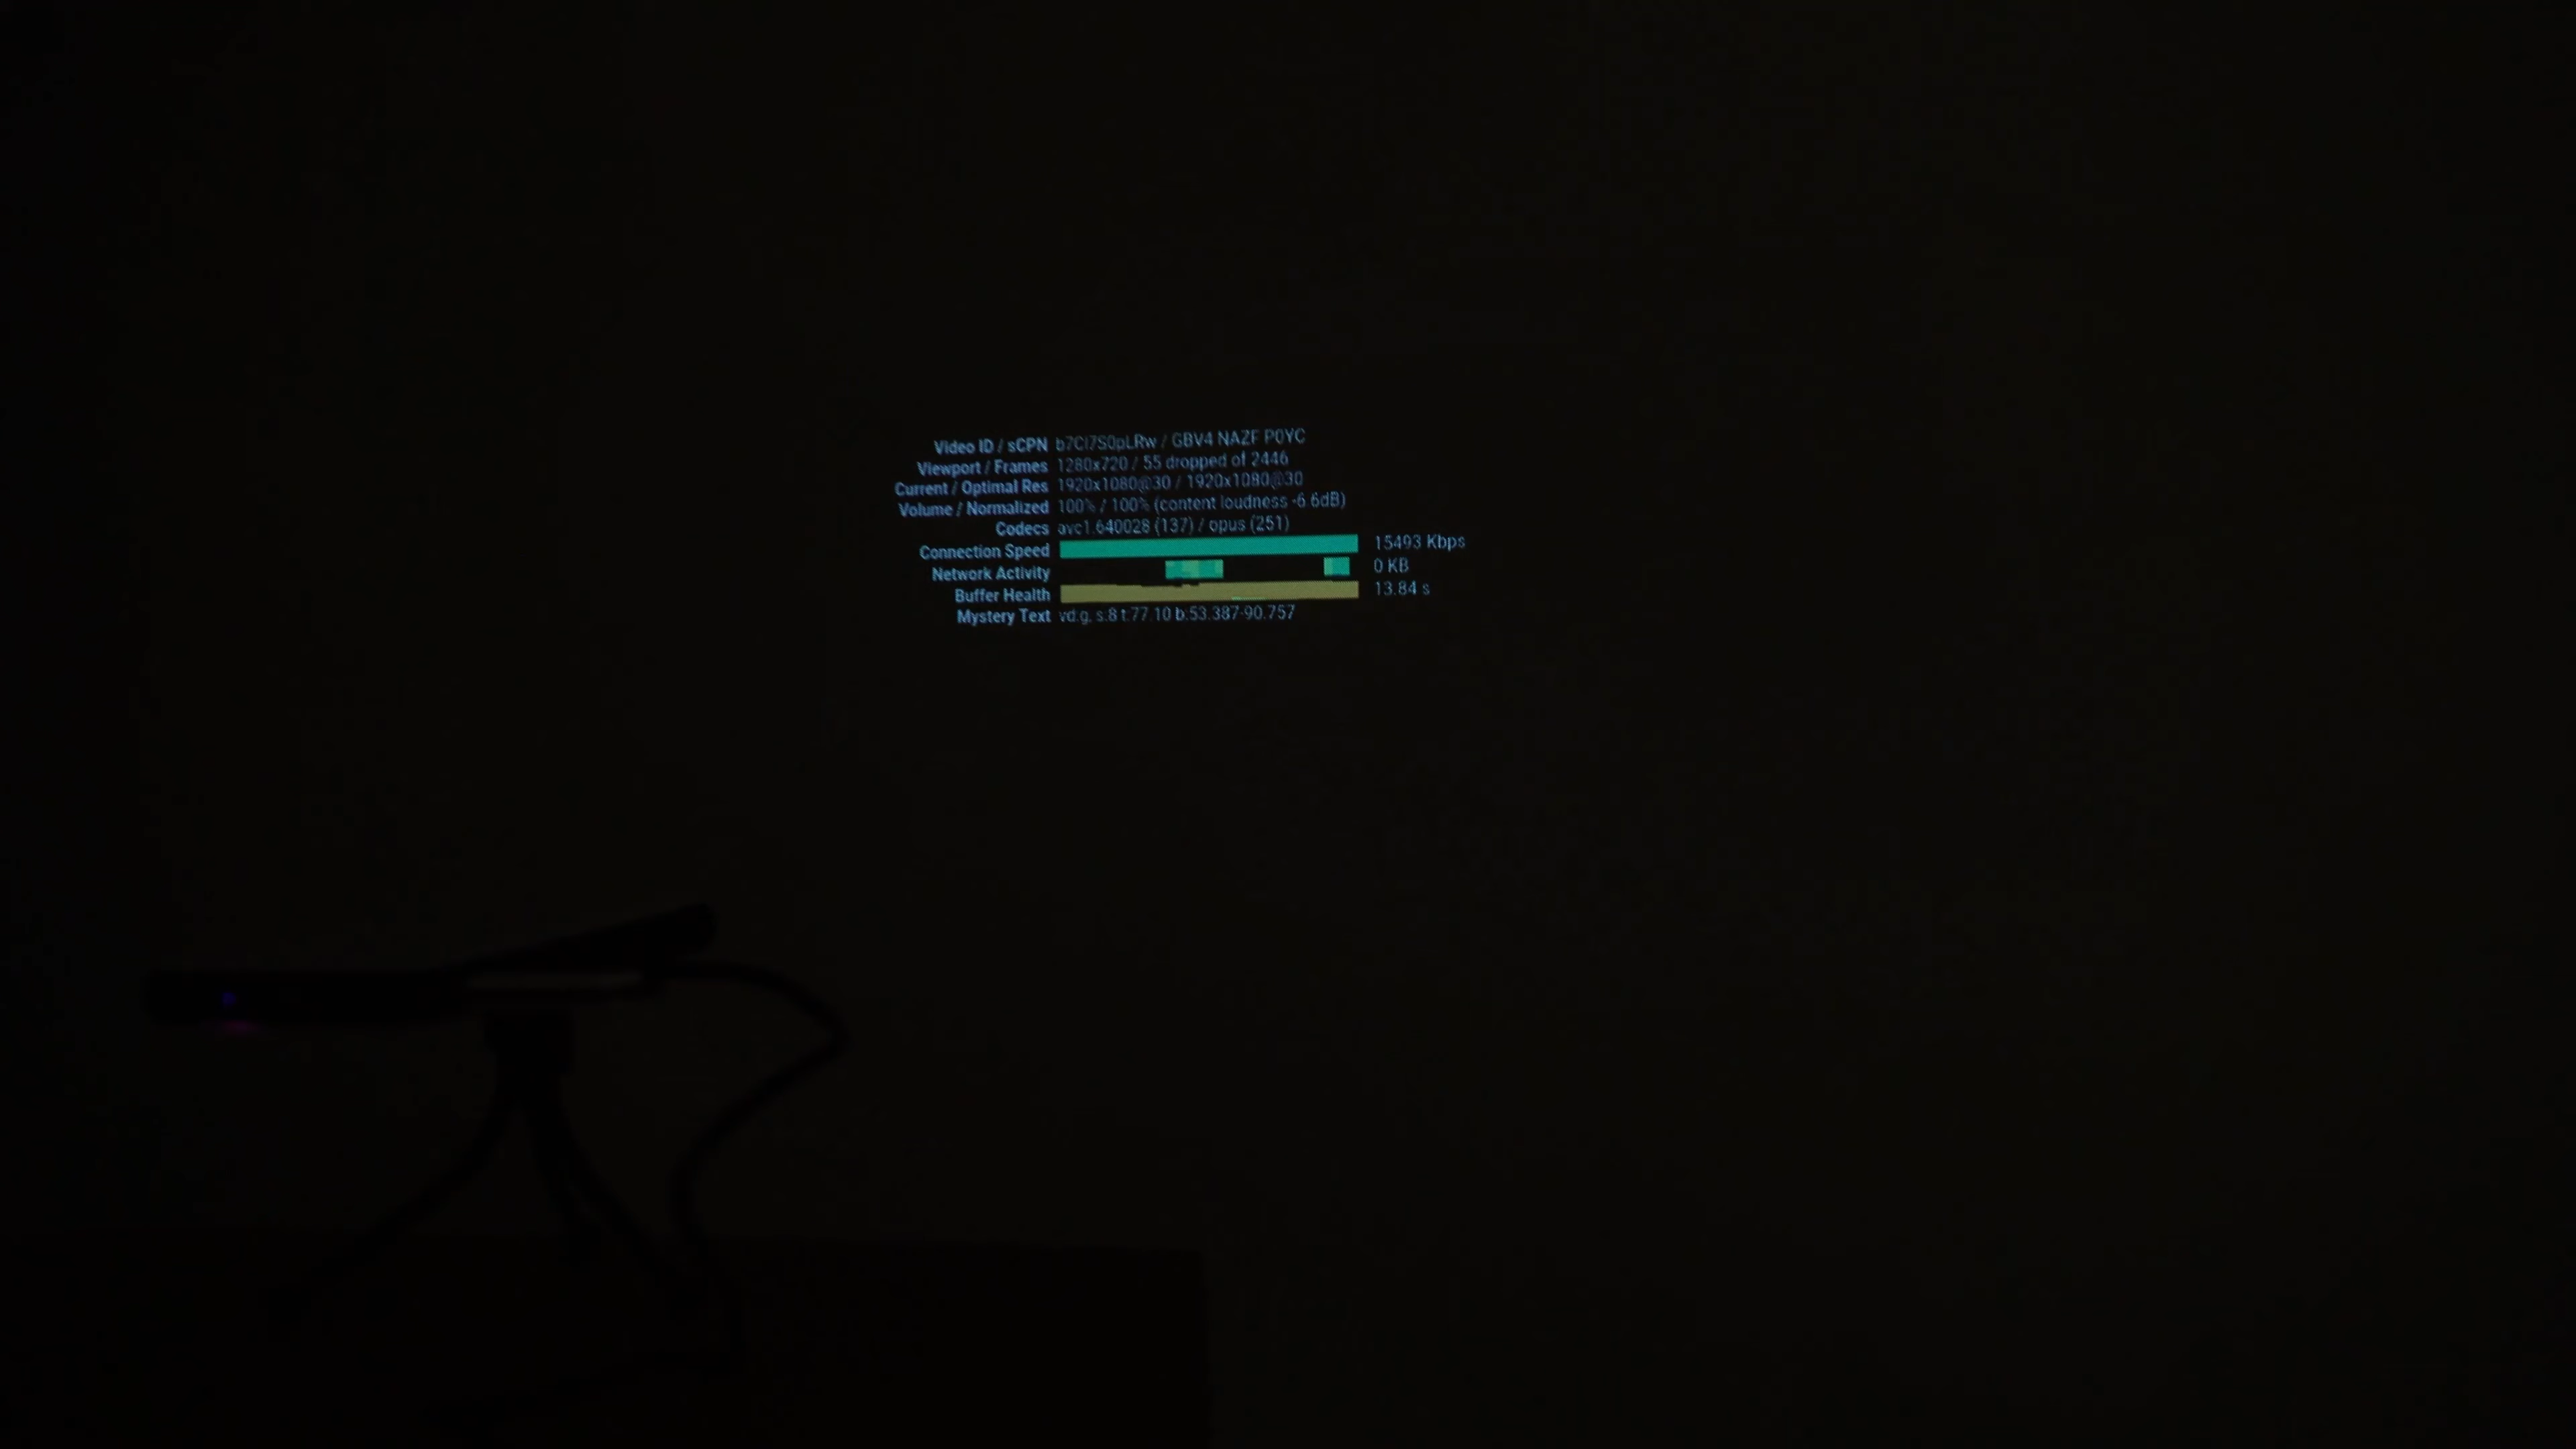 Video ID / sCPN b7CI7S0pLRw / GBV4 NAZF P0YC
Viewport / Frames 1280x720 / 55 dropped of 2446
Current / Optimal Res 1920x1080@30 / 1920x1080@30
Volume / Normalized 100% / 100% (content loudness -6.6dB)
Codecs avc1.640028 (137) / opus (251)
Connection Speed 15493 Kbps
Network Activity 0 KB
Buffer Health 13.84 s
Mystery Text vd:g, s:8 t:77.10 b:53.387-90.757